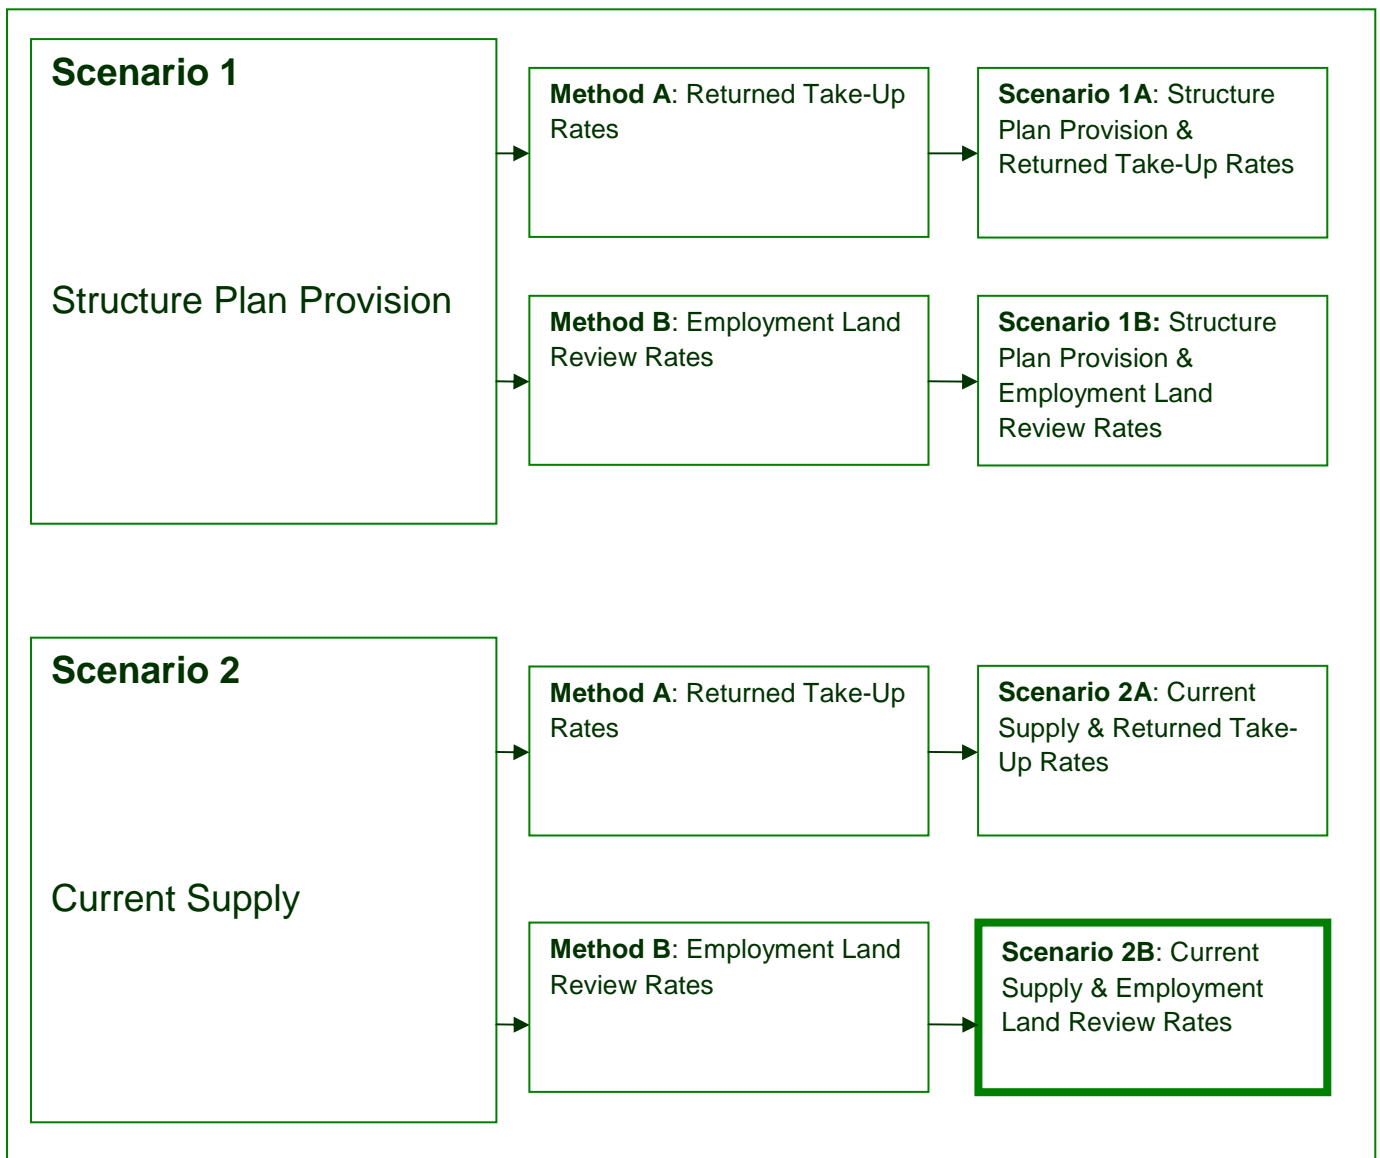 Scenario 1
Structure Plan Provision
Method A: Returned Take-Up
Rates
Scenario 1A: Structure
Plan Provision &
Returned Take-Up Rates
Method B: Employment Land
Review Rates
Scenario 1B: Structure
Plan Provision &
Employment Land
Review Rates
Scenario 2
Current Supply
Method A: Returned Take-Up
Rates
Scenario 2A: Current
Supply & Returned Take-
Up Rates
Method B: Employment Land
Review Rates
Scenario 2B: Current
Supply & Employment
Land Review Rates